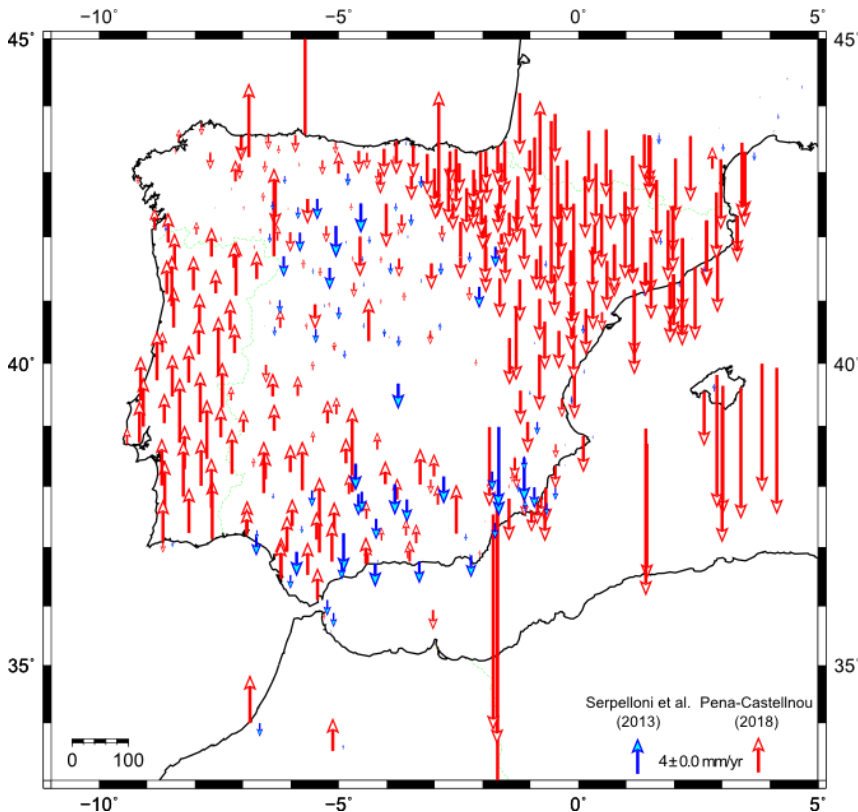 −10˚ −5˚ 0˚ 5˚
45˚ 45˚
40˚ 40˚
35˚ 35˚
Serpelloni et al. Pena-Castellnou
(2013) (2018)
0 100
4±0.0 mm/yr
−10˚ −5˚ 0˚ 5˚